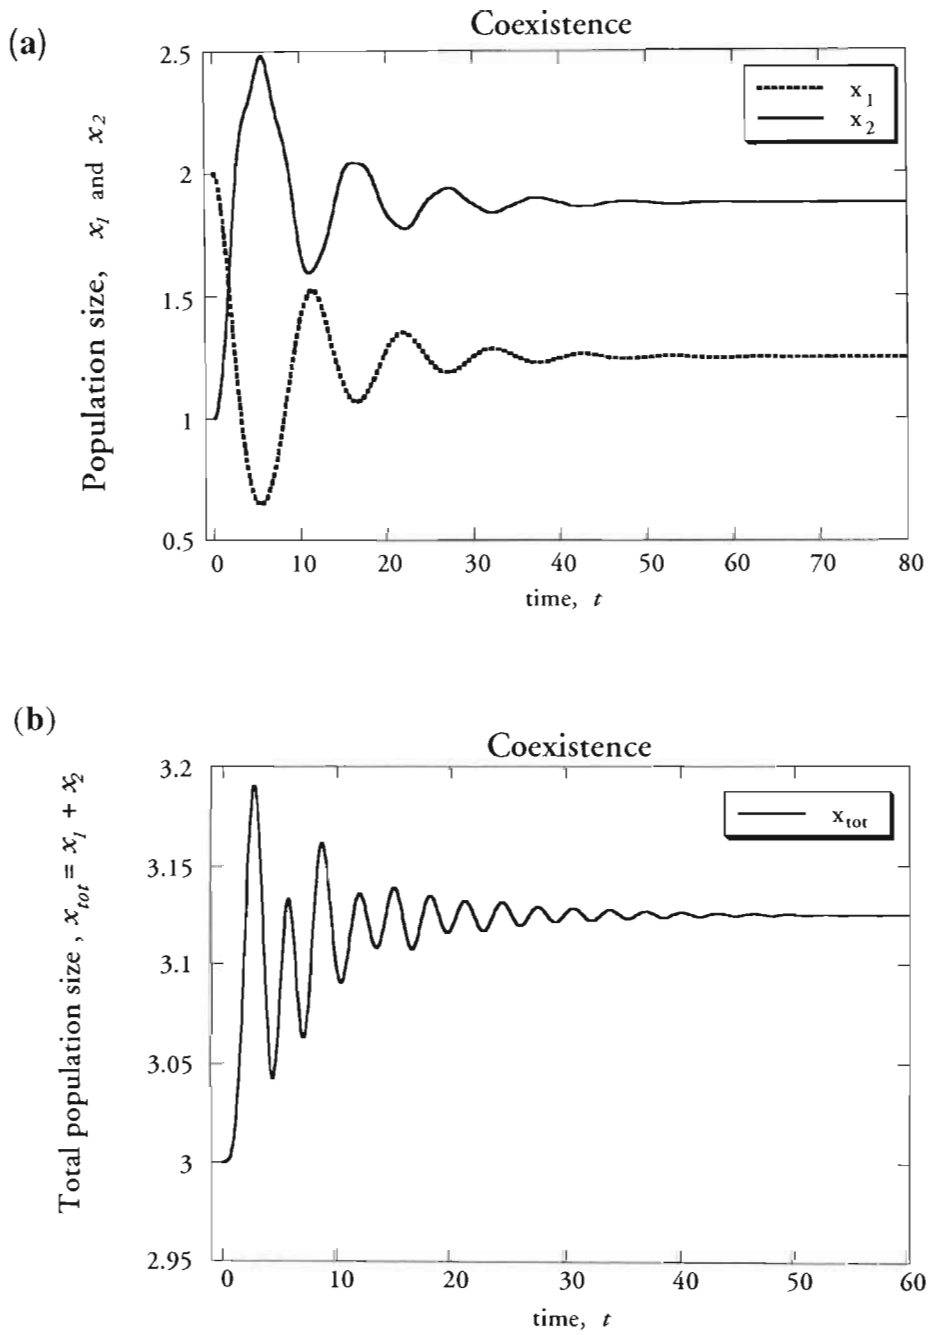 (a)
Coexistence
Population size, x1 and x2
2.5
2
1.5
1
0.5
x1
x2
0 10 20 30 40 50 60 70 80
time, t
(b)
Coexistence
Total population size, xtot = x1 + x2
3.2
3.15
3.1
3.05
3
2.95
xtot
0 10 20 30 40 50 60
time, t